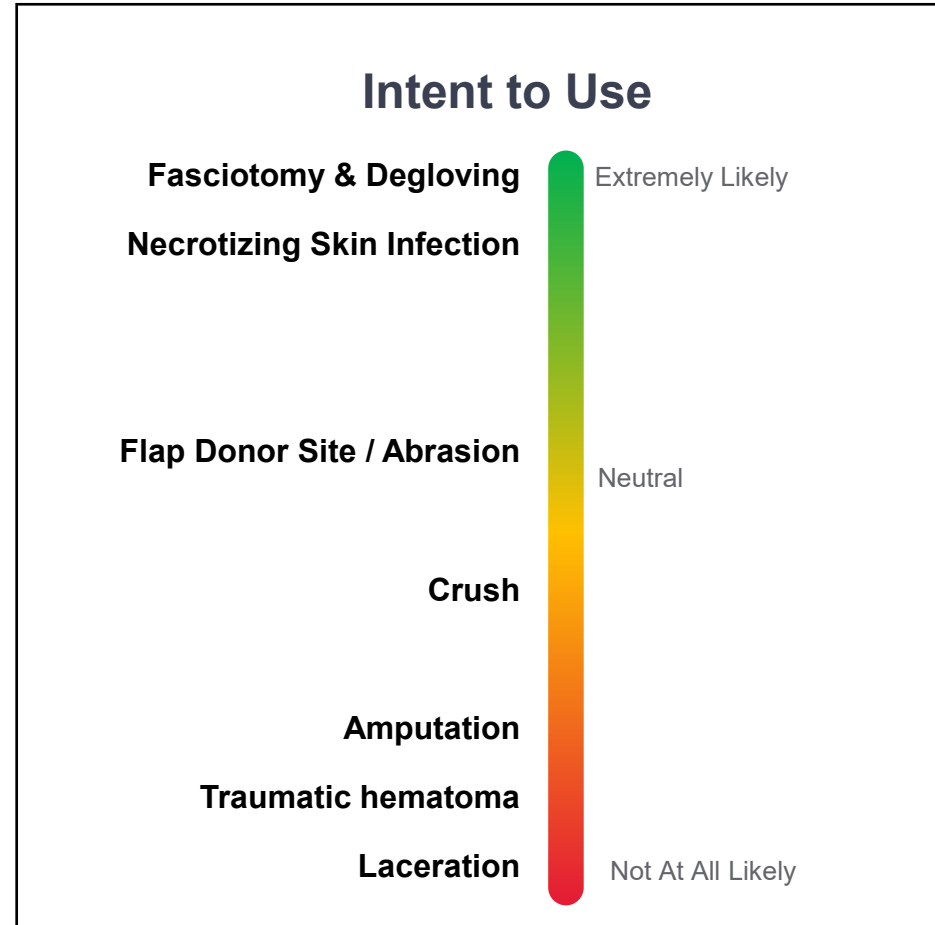 Intent to Use
Fasciotomy & Degloving
Extremely Likely
Necrotizing Skin Infection
Flap Donor Site / Abrasion
Neutral
Crush
Amputation
Traumatic hematoma
Laceration
Not At All Likely